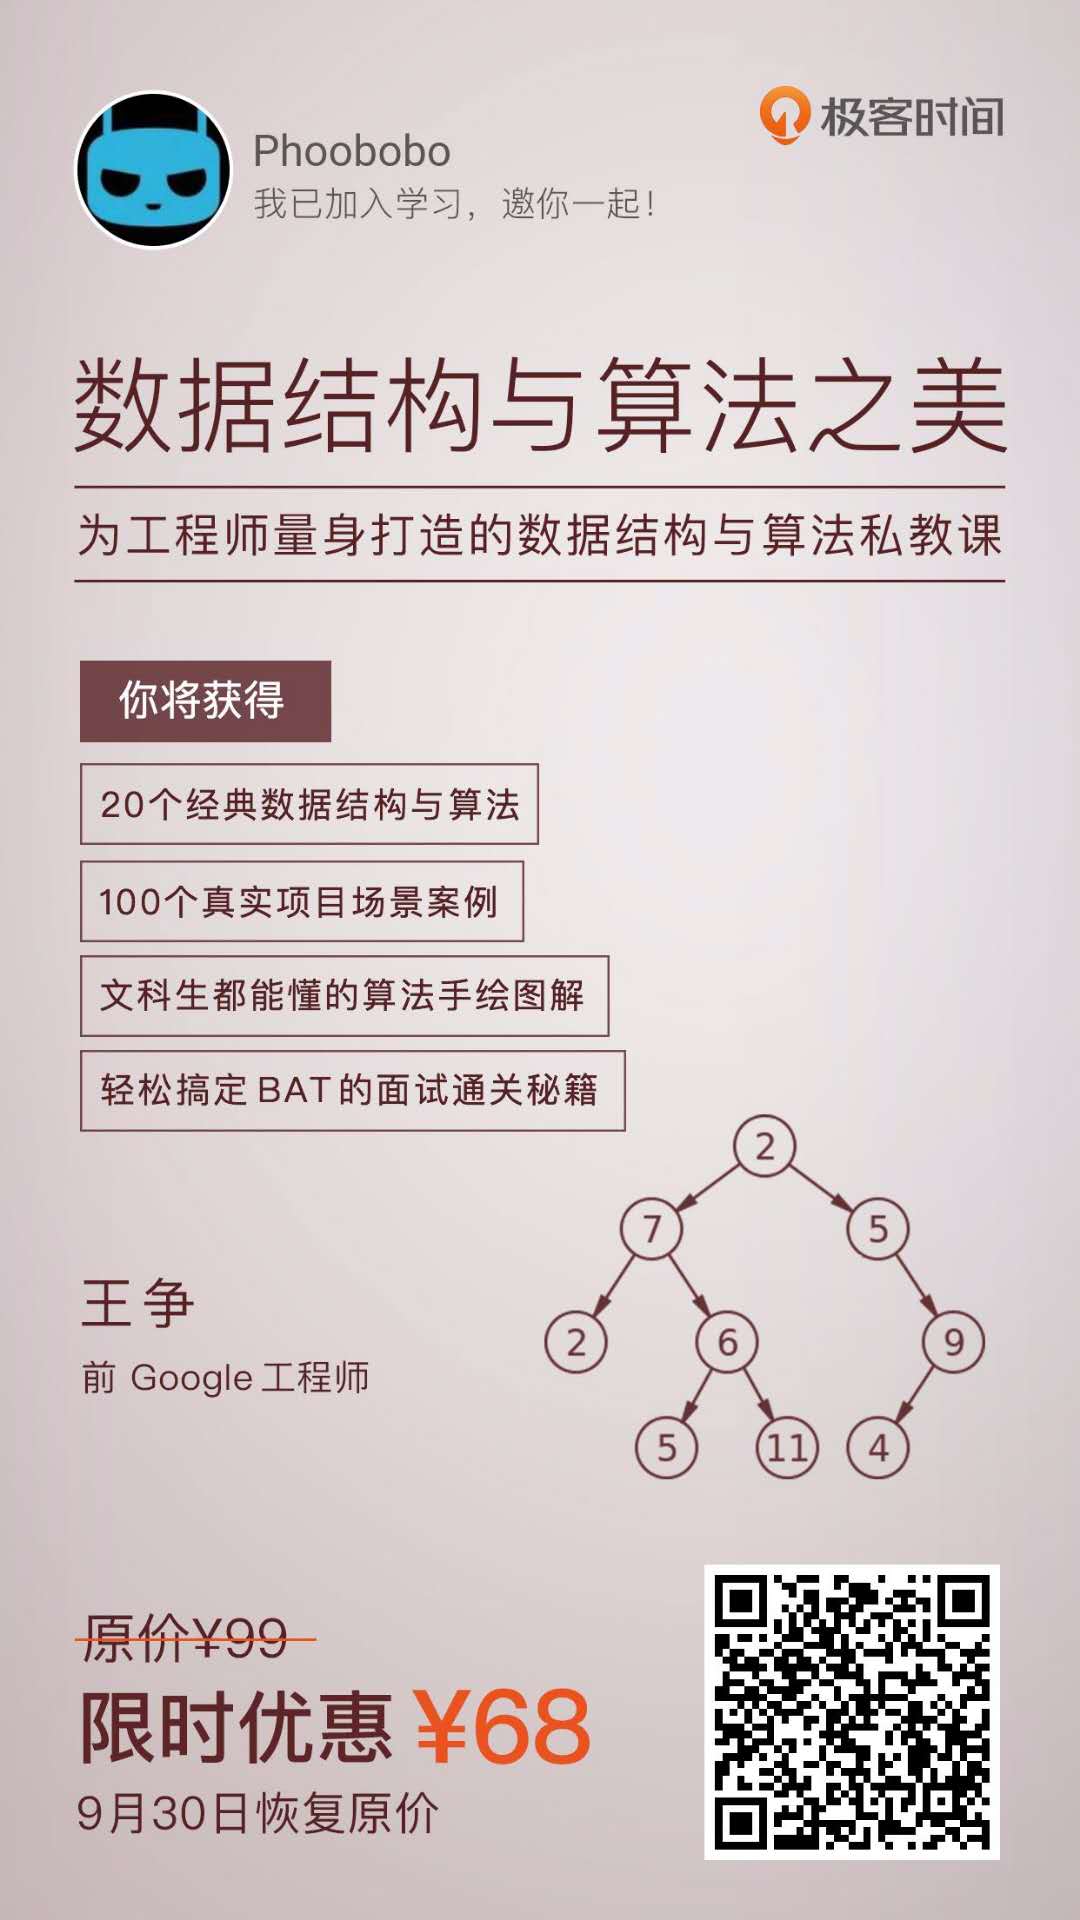 Phoobobo
极客时间
我已加入学习，邀你一起！
数据结构与算法之美
为工程师量身打造的数据结构与算法私教课
你将获得
20个经典数据结构与算法
100个真实项目场景案例
文科生都能懂的算法手绘图解
轻松搞定BAT的面试通关秘籍
2
7 5
2 6 9
5 11 4
王争
前 Google 工程师
原价¥99
限时优惠 ¥68
9月30日恢复原价